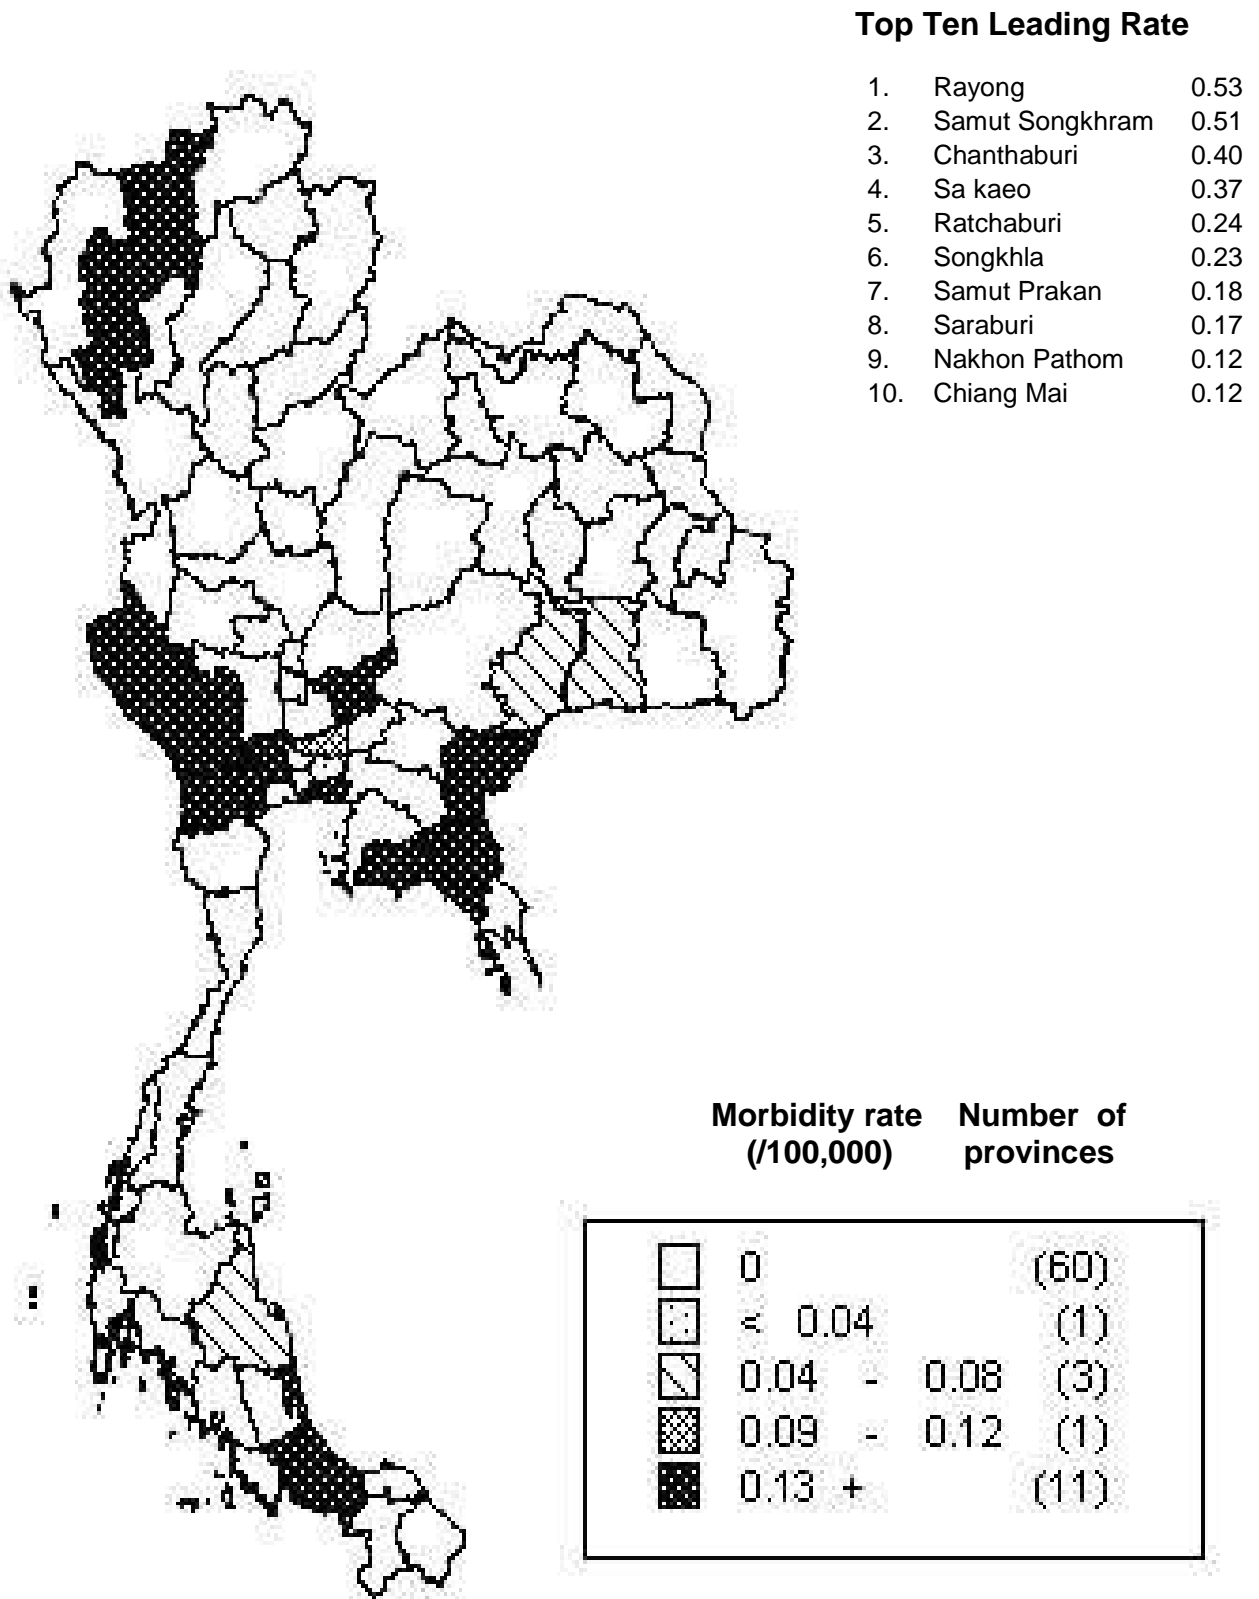 Top Ten Leading Rate
1. Rayong 0.53
2. Samut Songkhram 0.51
3. Chanthaburi 0.40
4. Sa kaeo 0.37
5. Ratchaburi 0.24
6. Songkhla 0.23
7. Samut Prakan 0.18
8. Saraburi 0.17
9. Nakhon Pathom 0.12
10. Chiang Mai 0.12
Morbidity rate Number of
(/100,000) provinces
0 (60)
< 0.04 (1)
0.04 - 0.08 (3)
0.09 - 0.12 (1)
0.13 + (11)